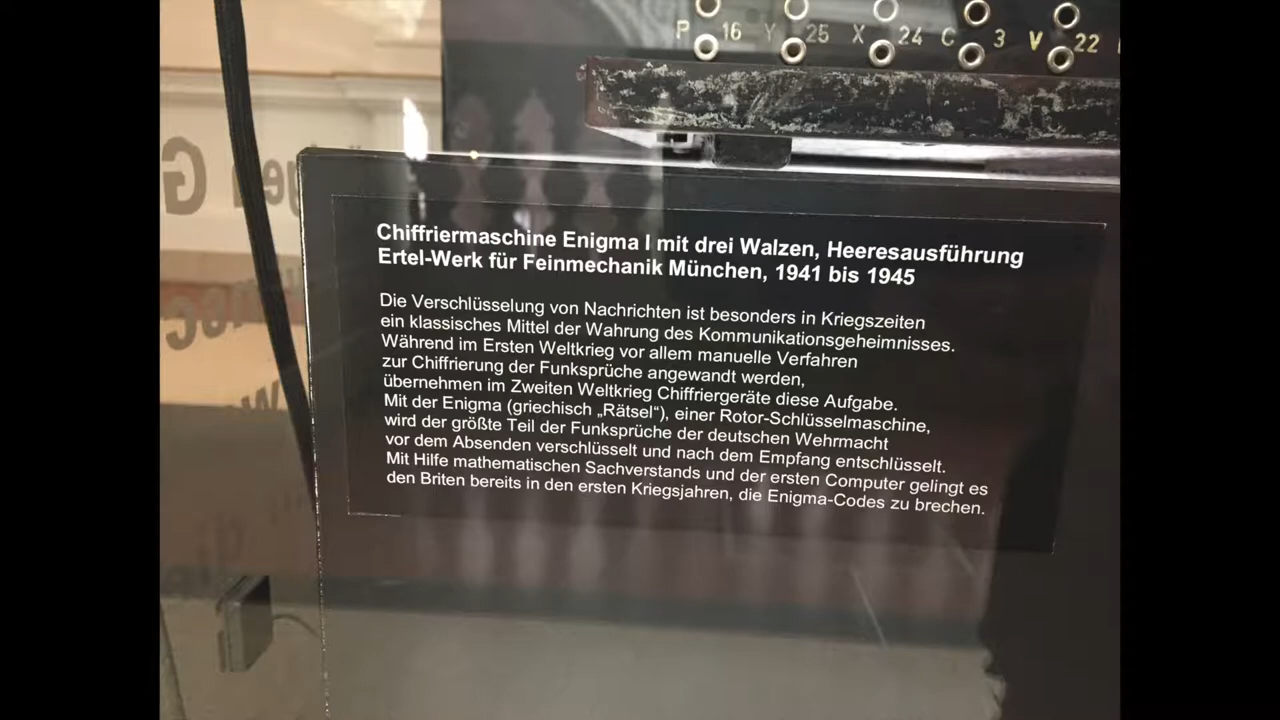 P 16 Y 25 X 24 C 3 V 22
Chiffriermaschine Enigma I mit drei Walzen, Heeresausführung
Ertel-Werk für Feinmechanik München, 1941 bis 1945
Die Verschlüsselung von Nachrichten ist besonders in Kriegszeiten
ein klassisches Mittel der Wahrung des Kommunikationsgeheimnisses.
Während im Ersten Weltkrieg vor allem manuelle Verfahren
zur Chiffrierung der Funksprüche angewandt werden,
übernehmen im Zweiten Weltkrieg Chiffriergeräte diese Aufgabe.
Mit der Enigma (griechisch „Rätsel“), einer Rotor-Schlüsselmaschine,
wird der größte Teil der Funksprüche der deutschen Wehrmacht
vor dem Absenden verschlüsselt und nach dem Empfang entschlüsselt.
Mit Hilfe mathematischen Sachverstands und der ersten Computer gelingt es
den Briten bereits in den ersten Kriegsjahren, die Enigma-Codes zu brechen.